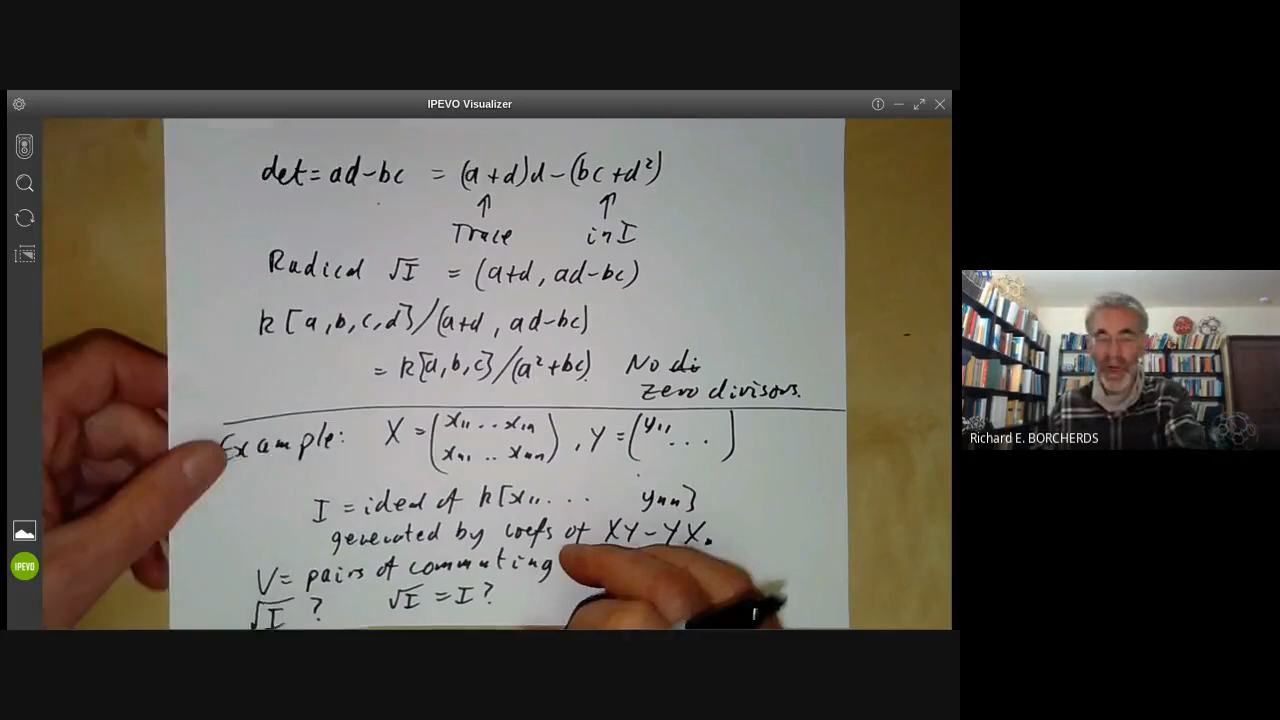 IPEVO Visualizer
det = ad-bc = (a+d)d - (bc+d²)
↑ ↑
Trace in I
Radical √I = (a+d, ad-bc)
k[a,b,c,d]/(a+d, ad-bc)
= k[a,b,c]/(a²+bc). No di
zero divisors.
Example: X = (x₁₁ .. x₁ₙ , Y = (y₁₁ ...)
xₙ₁ .. xₙₙ)
I = ideal of k[x₁₁ ... yₙₙ]
generated by coefs of XY-YX.
V = pairs of commuting
√I ? √I = I ?
IPEVO
Richard E. BORCHERDS